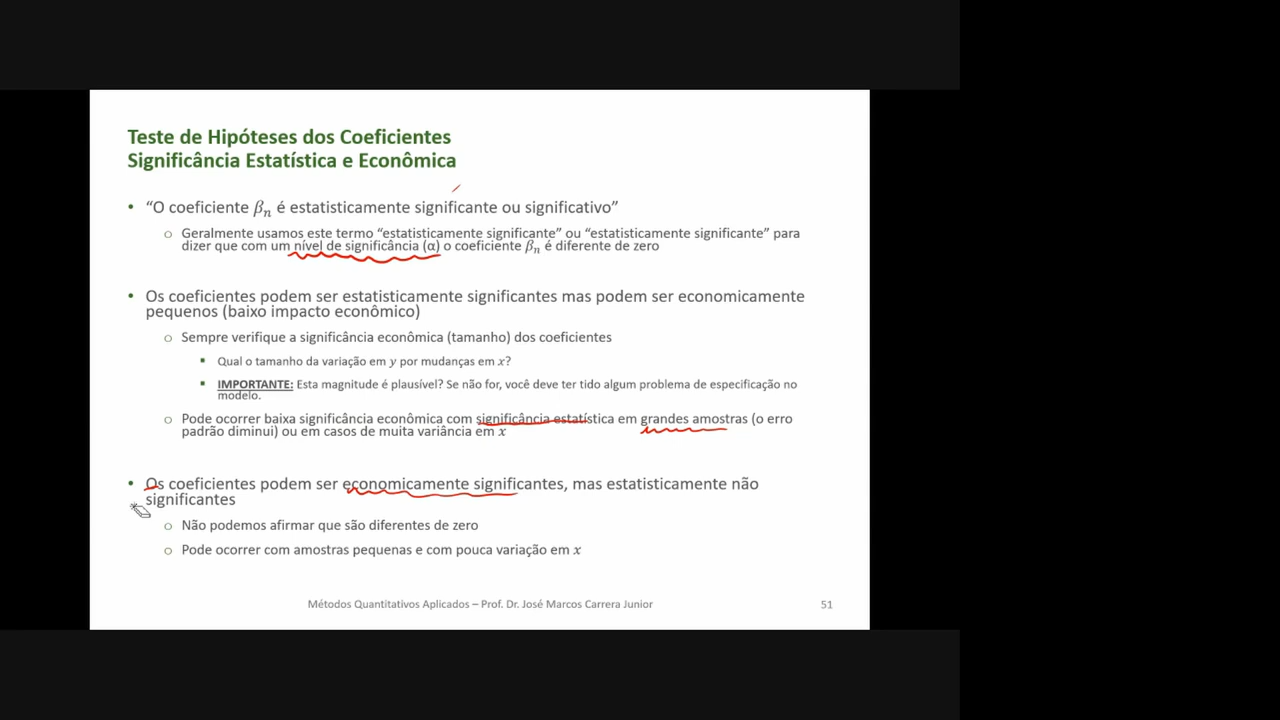 Teste de Hipóteses dos Coeficientes
Significância Estatística e Econômica
• “O coeficiente βn é estatisticamente significante ou significativo”
o Geralmente usamos este termo “estatisticamente significante” ou “estatisticamente significante” para
dizer que com um nível de significância (α) o coeficiente βn é diferente de zero
• Os coeficientes podem ser estatisticamente significantes mas podem ser economicamente
pequenos (baixo impacto econômico)
o Sempre verifique a significância econômica (tamanho) dos coeficientes
▪ Qual o tamanho da variação em y por mudanças em x?
▪ IMPORTANTE: Esta magnitude é plausível? Se não for, você deve ter tido algum problema de especificação no
modelo.
o Pode ocorrer baixa significância econômica com significância estatística em grandes amostras (o erro
padrão diminui) ou em casos de muita variância em x
• Os coeficientes podem ser economicamente significantes, mas estatisticamente não
significantes
o Não podemos afirmar que são diferentes de zero
o Pode ocorrer com amostras pequenas e com pouca variação em x
Métodos Quantitativos Aplicados – Prof. Dr. José Marcos Carrera Junior
51